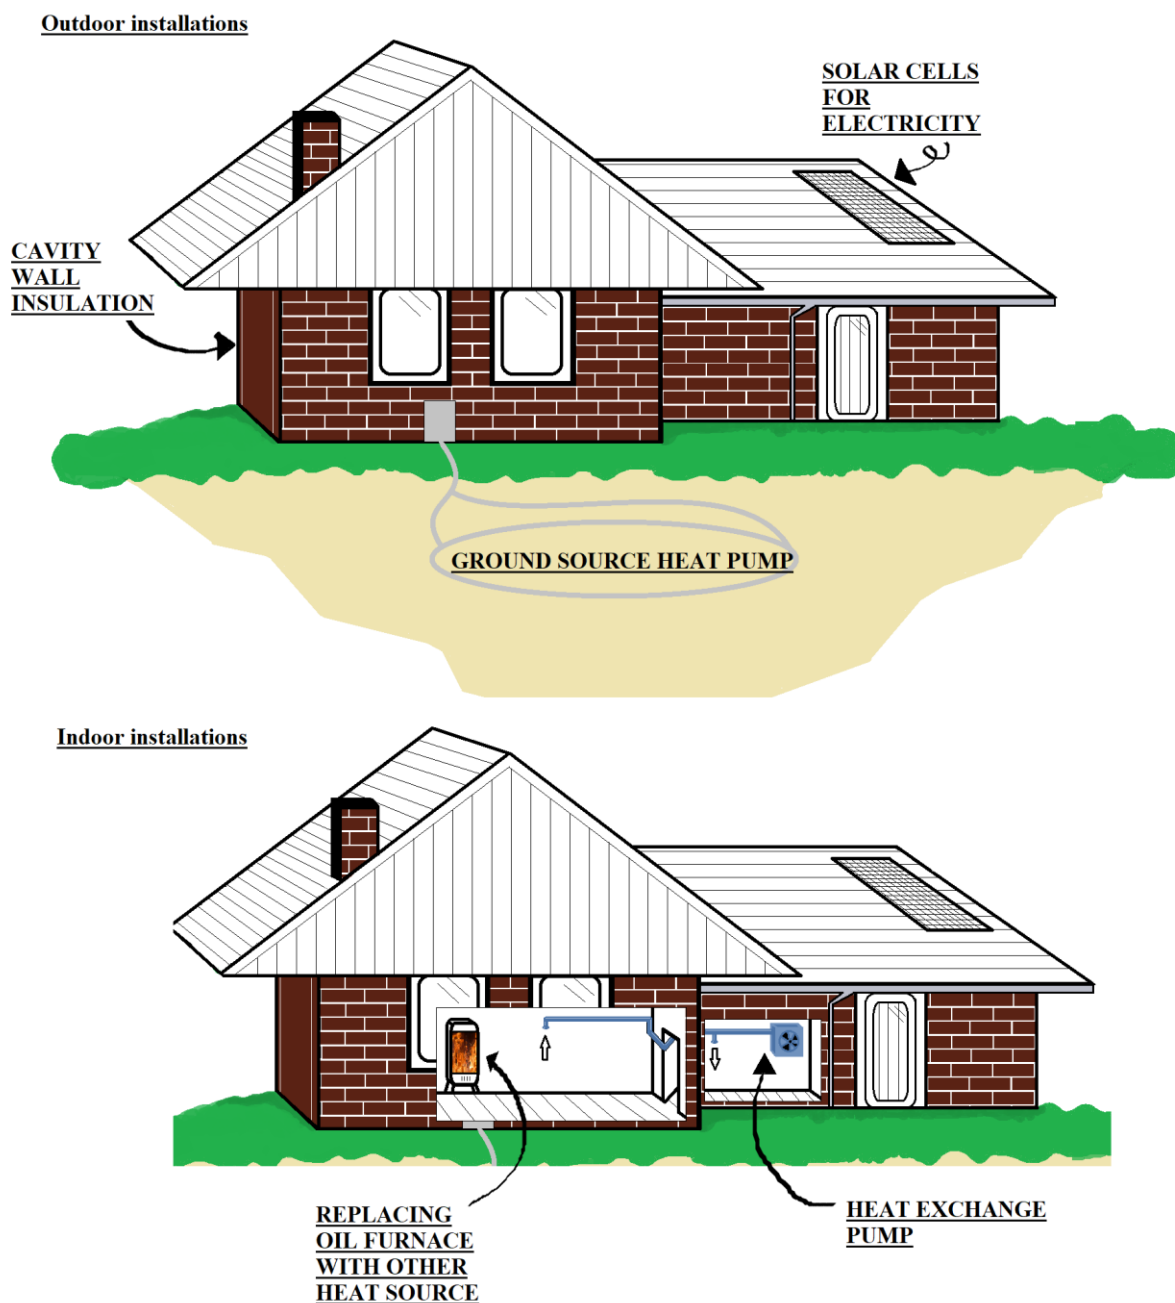 Outdoor installations
SOLAR CELLS
FOR
ELECTRICITY
CAVITY
WALL
INSULATION
GROUND SOURCE HEAT PUMP
Indoor installations
REPLACING
OIL FURNACE
WITH OTHER
HEAT SOURCE
HEAT EXCHANGE
PUMP